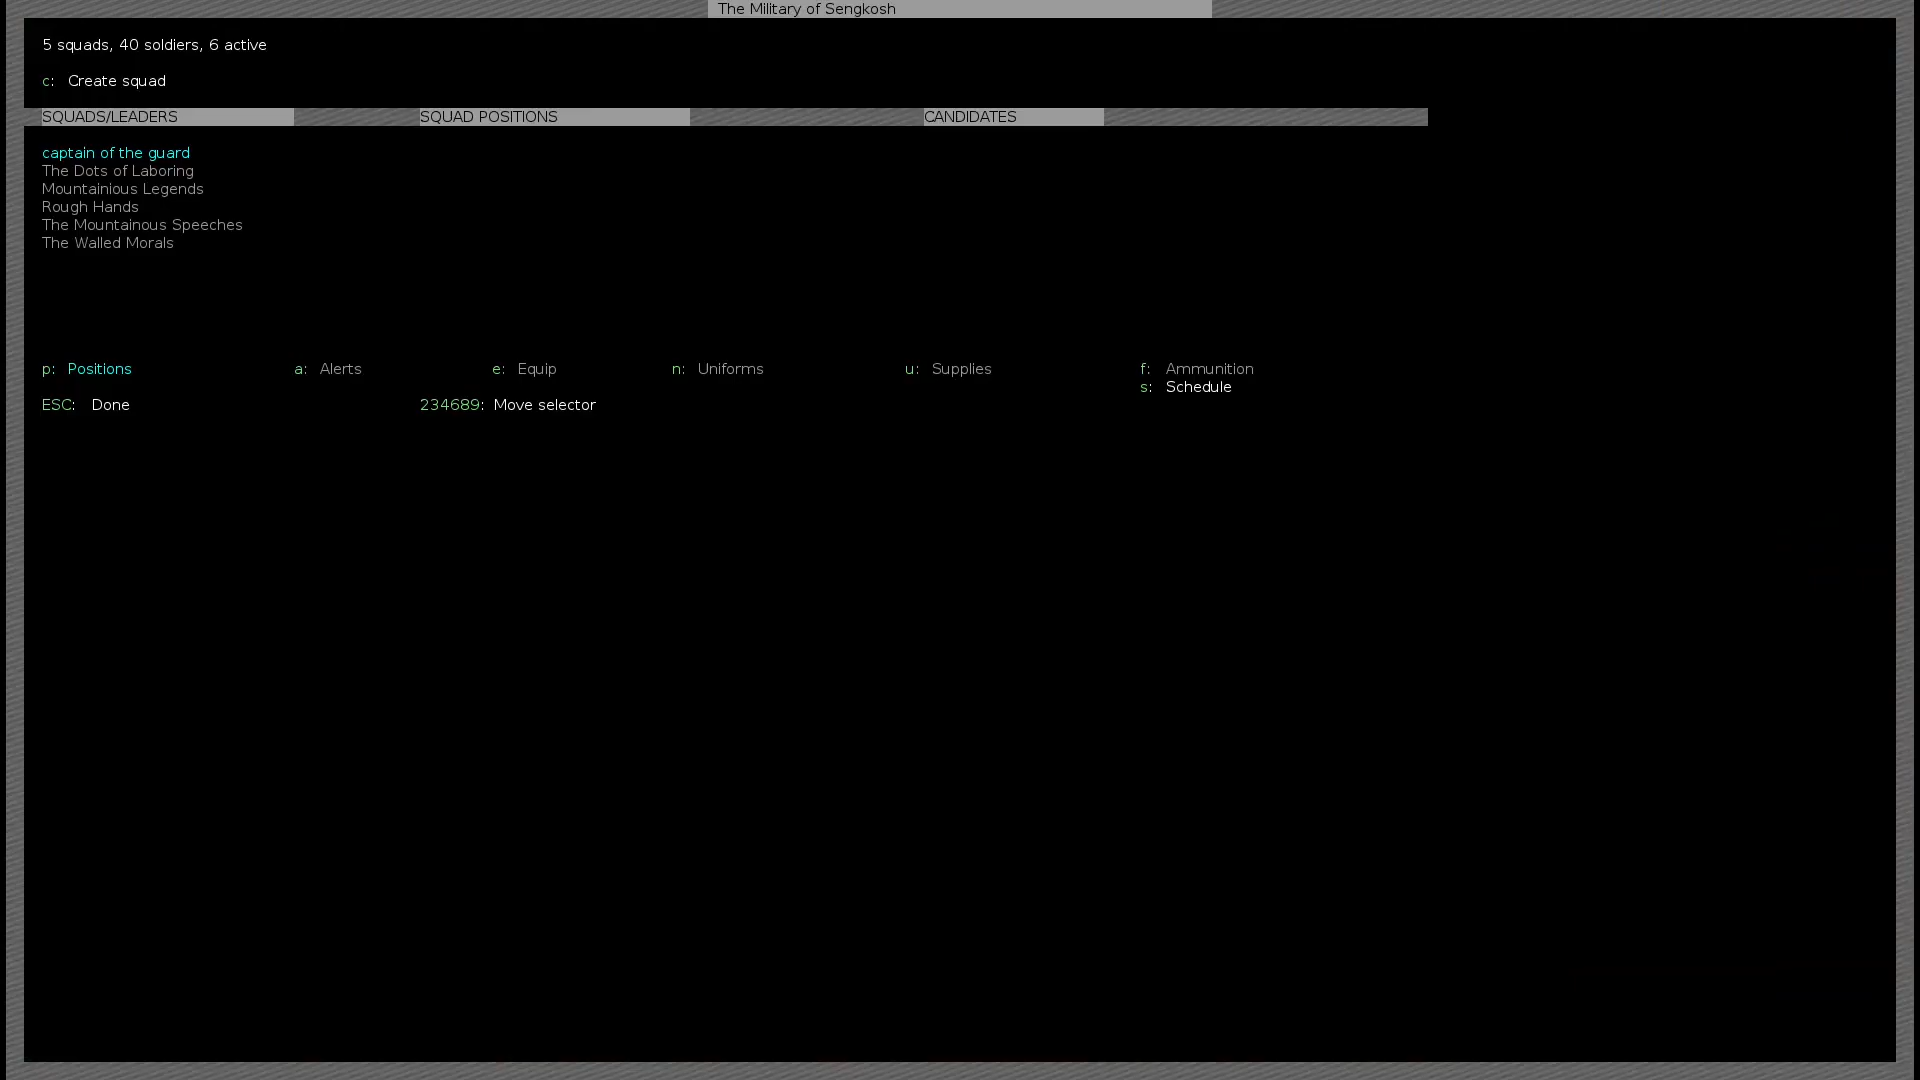 The Military of Sengkosh
5 squads, 40 soldiers, 6 active
c: Create squad
SQUADS/LEADERS SQUAD POSITIONS CANDIDATES
captain of the guard
The Dots of Laboring
Mountainious Legends
Rough Hands
The Mountainous Speeches
The Walled Morals
p: Positions a: Alerts e: Equip n: Uniforms u: Supplies f: Ammunition
s: Schedule
ESC: Done 234689: Move selector